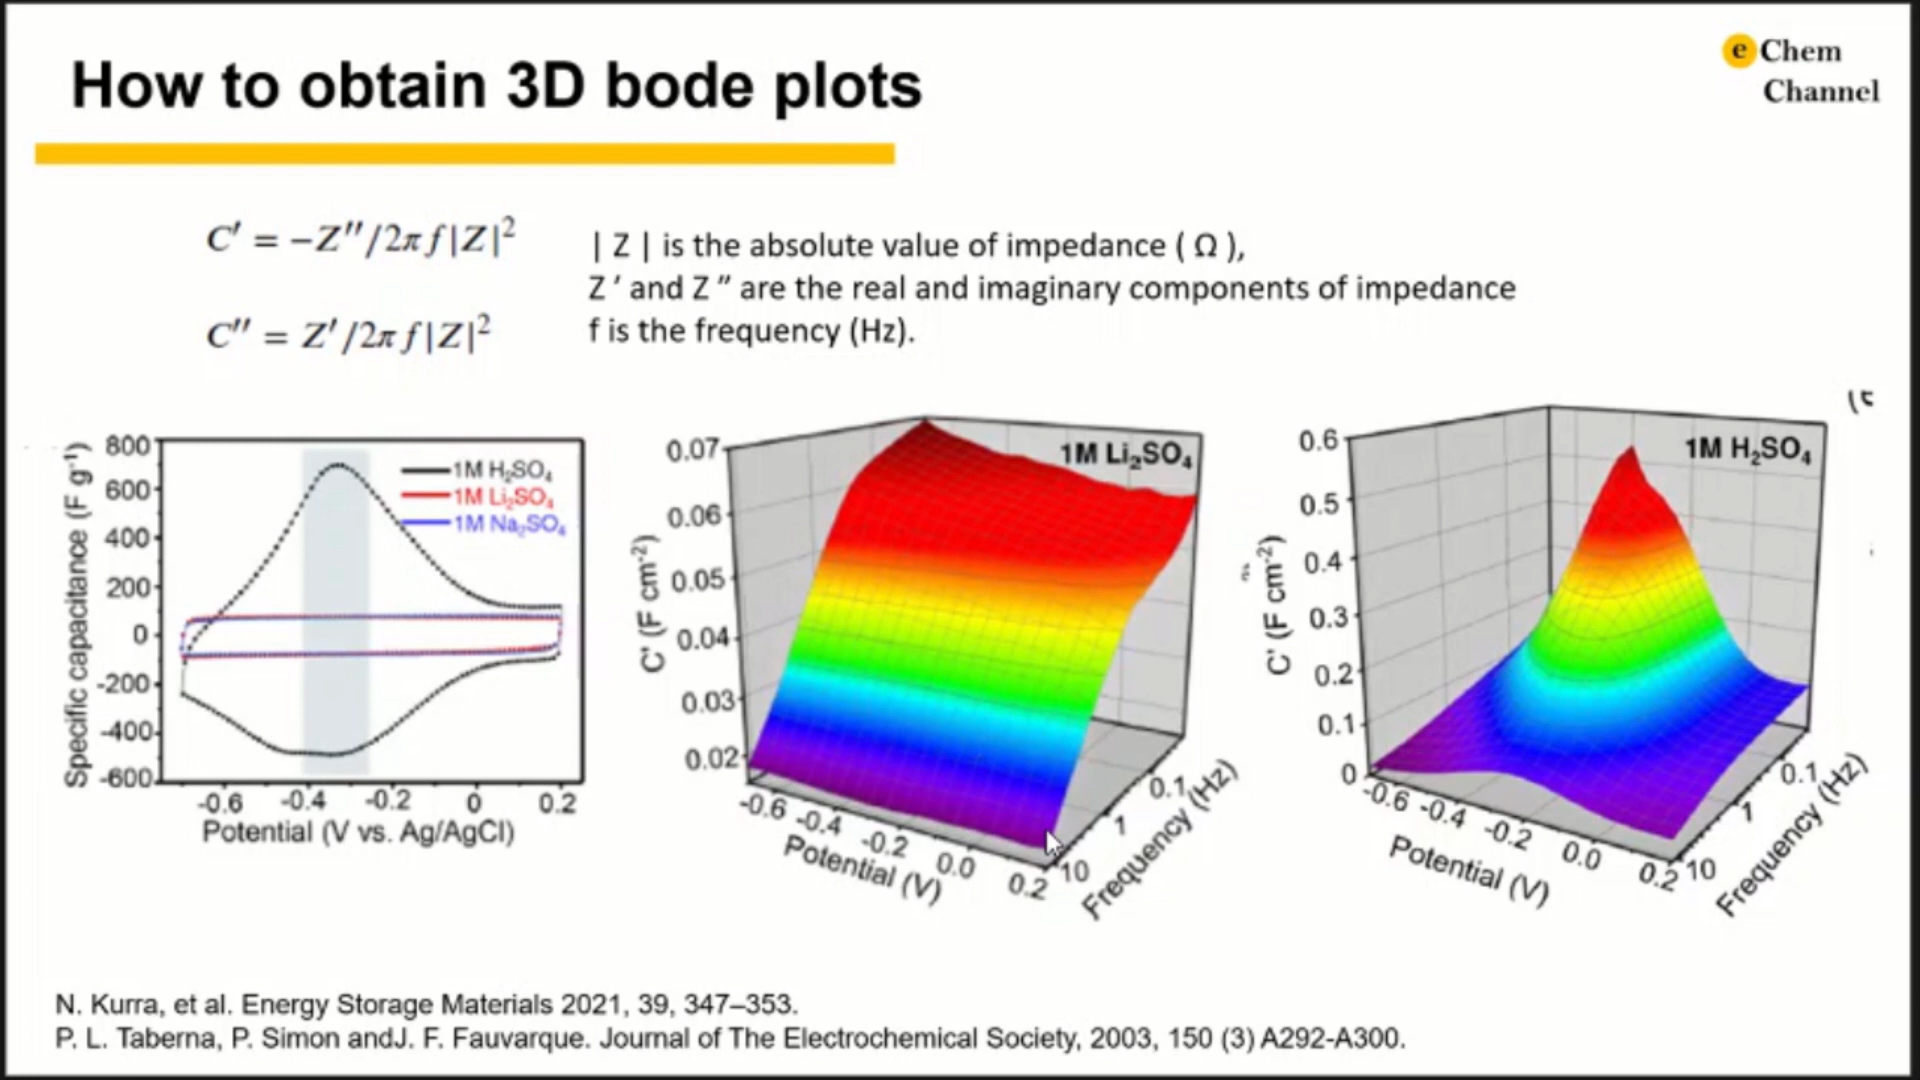 How to obtain 3D bode plots
e Chem
Channel
C′ = −Z″/2π f|Z|²
C″ = Z′/2π f|Z|²
| Z | is the absolute value of impedance ( Ω ),
Z ′ and Z ″ are the real and imaginary components of impedance
f is the frequency (Hz).
Specific capacitance (F g⁻¹)
800
600
400
200
0
-200
-400
-600
1M H₂SO₄
1M Li₂SO₄
1M Na₂SO₄
-0.6 -0.4 -0.2 0 0.2
Potential (V vs. Ag/AgCl)
1M Li₂SO₄
C' (F cm⁻²)
0.07
0.06
0.05
0.04
0.03
0.02
-0.6 -0.4 -0.2 0.0 0.2
Potential (V)
10 1 0.1
Frequency (Hz)
1M H₂SO₄
C' (F cm⁻²)
0.6
0.5
0.4
0.3
0.2
0.1
0
-0.6 -0.4 -0.2 0.0 0.2
Potential (V)
10 1 0.1
Frequency (Hz)
N. Kurra, et al. Energy Storage Materials 2021, 39, 347–353.
P. L. Taberna, P. Simon andJ. F. Fauvarque. Journal of The Electrochemical Society, 2003, 150 (3) A292-A300.